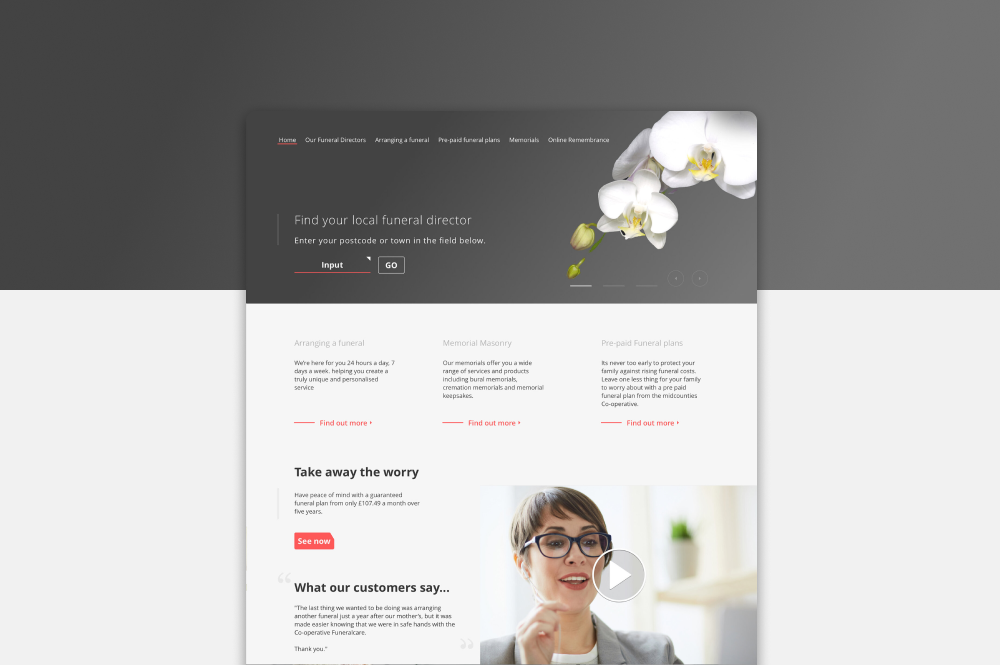 Home Our Funeral Directors Arranging a funeral Pre-paid funeral plans Memorials Online Remembrance
Find your local funeral director
Enter your postcode or town in the field below.
Input GO
Arranging a funeral
We're here for you 24 hours a day, 7
days a week. helping you create a
truly unique and personalised
service
Find out more
Memorial Masonry
Our memorials offer you a wide
range of services and products
including bural memorials,
cremation memorials and memorial
keepsakes.
Find out more
Pre-paid Funeral plans
Its never too early to protect your
family against rising funeral costs.
Leave one less thing for your family
to worry about with a pre paid
funeral plan from the midcounties
Co-operative.
Find out more
Take away the worry
Have peace of mind with a guaranteed
funeral plan from only £107.49 a month over
five years.
See now
“
What our customers say...
"The last thing we wanted to be doing was arranging
another funeral just a year after our mother's, but it was
made easier knowing that we were in safe hands with the
Co-operative Funeralcare.
Thank you."
”